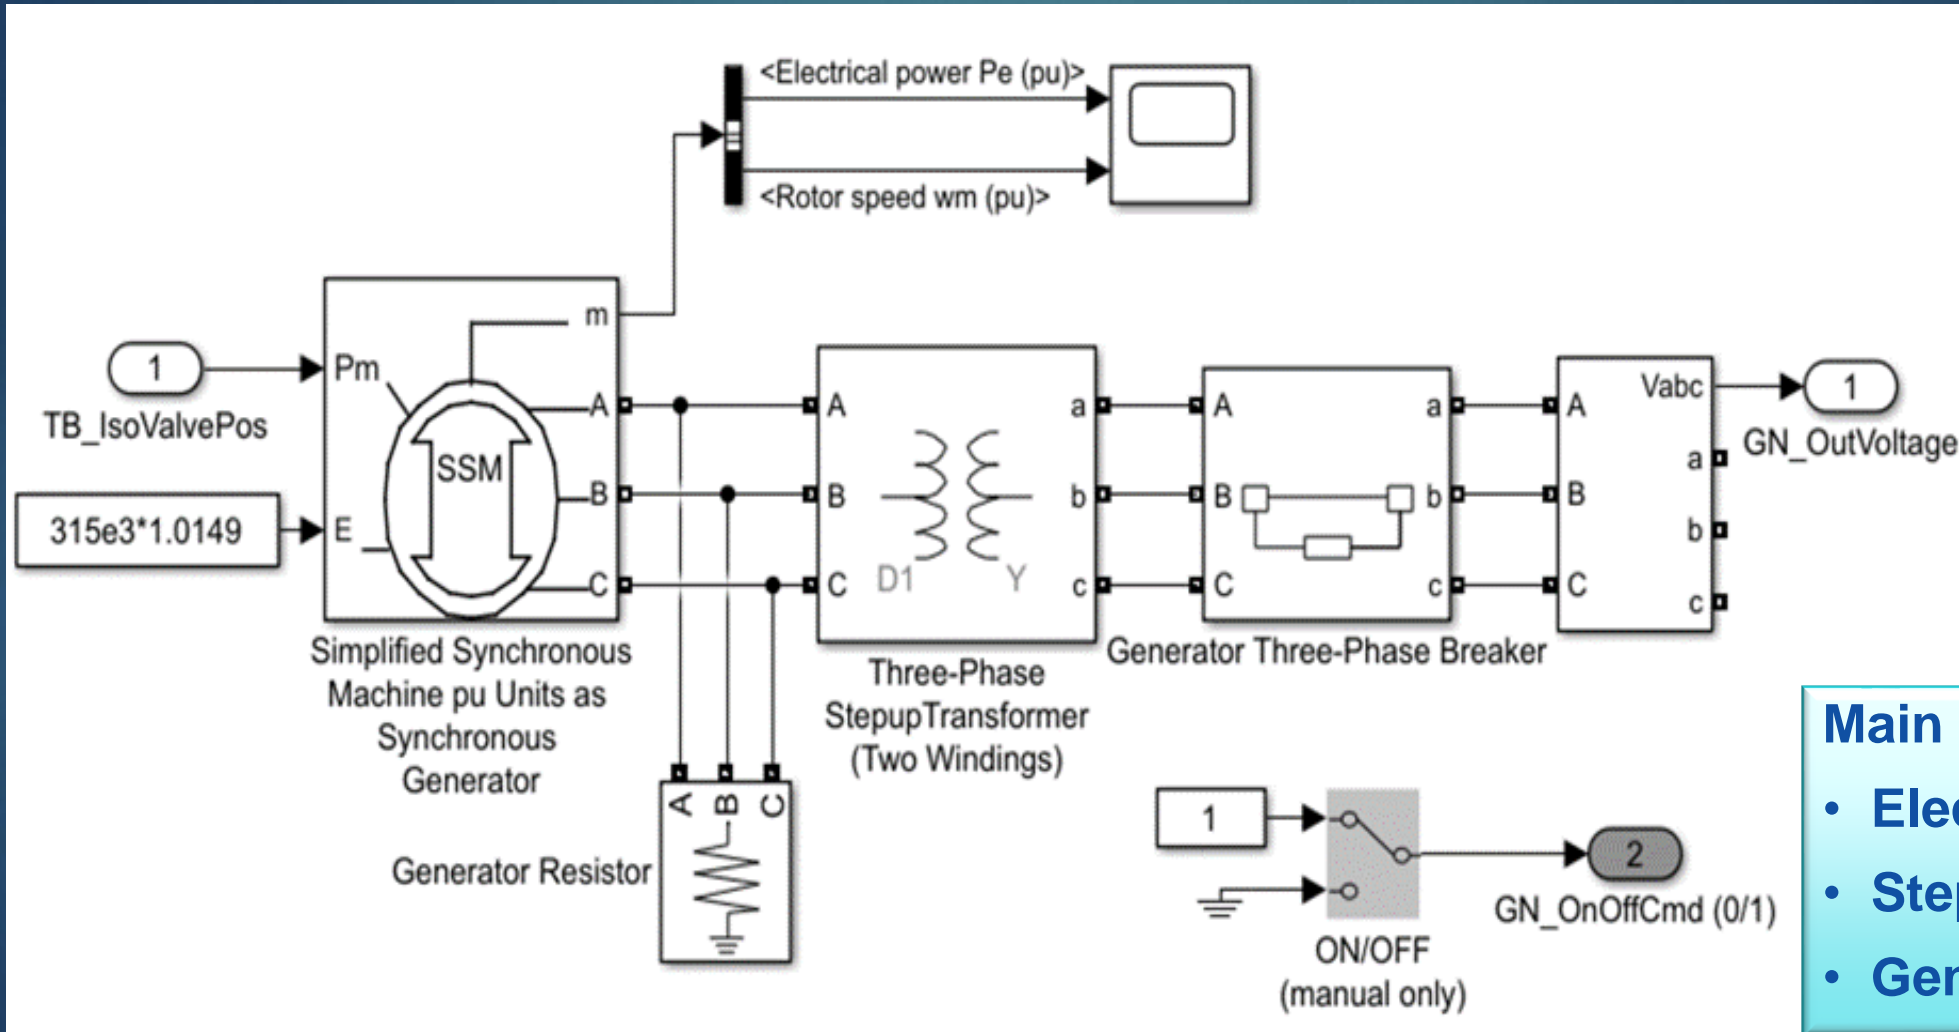 <Electrical power Pe (pu)>
<Rotor speed wm (pu)>
1
TB_IsoValvePos
315e3*1.0149
Pm
E
m
SSM
A
B
C
Simplified Synchronous
Machine pu Units as
Synchronous
Generator
A
B
C
D1
Y
a
b
c
Three-Phase
StepupTransformer
(Two Windings)
A
B
C
a
b
c
Generator Three-Phase Breaker
A
B
C
Vabc
a
b
c
1
GN_OutVoltage
A
B
C
Generator Resistor
1
ON/OFF
(manual only)
2
GN_OnOffCmd (0/1)
Main
•
•
•